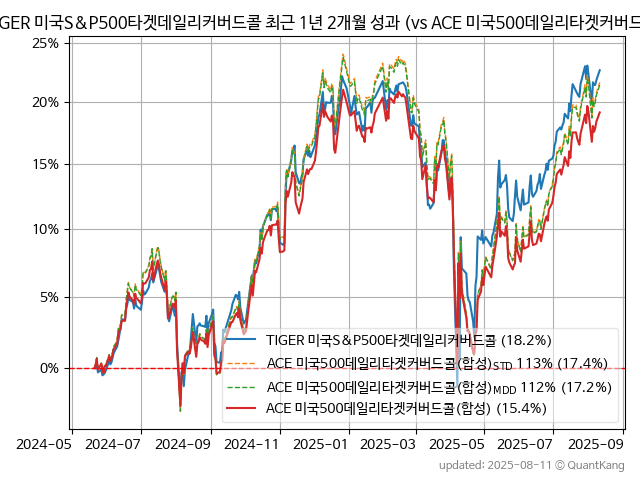 TIGER 미국S&P500타겟데일리커버드콜 최근 1년 2개월 성과 (vs ACE 미국500데일리타겟커버드
25%
20%
15%
10%
5%
0%
TIGER 미국S&P500타겟데일리커버드콜 (18.2%)
ACE 미국500데일리타겟커버드콜(합성)STD 113% (17.4%)
ACE 미국500데일리타겟커버드콜(합성)MDD 112% (17.2%)
ACE 미국500데일리타겟커버드콜(합성) (15.4%)
2024-05 2024-07 2024-09 2024-11 2025-01 2025-03 2025-05 2025-07 2025-09
updated: 2025-08-11 © QuantKang